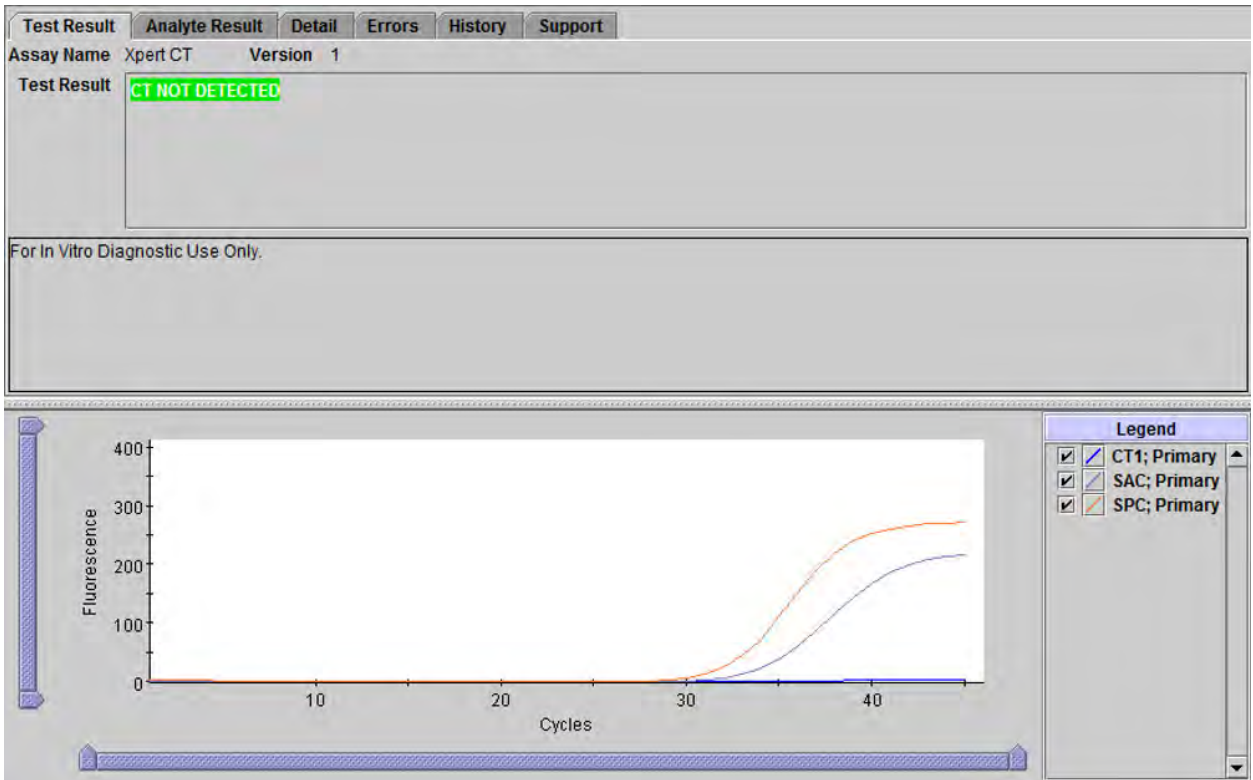 Test Result Analyte Result Detail Errors History Support
Assay Name Xpert CT Version 1
Test Result CT NOT DETECTED
For In Vitro Diagnostic Use Only.
400
300
200
100
0
Fluorescence
10 20 30 40
Cycles
Legend
CT1; Primary
SAC; Primary
SPC; Primary